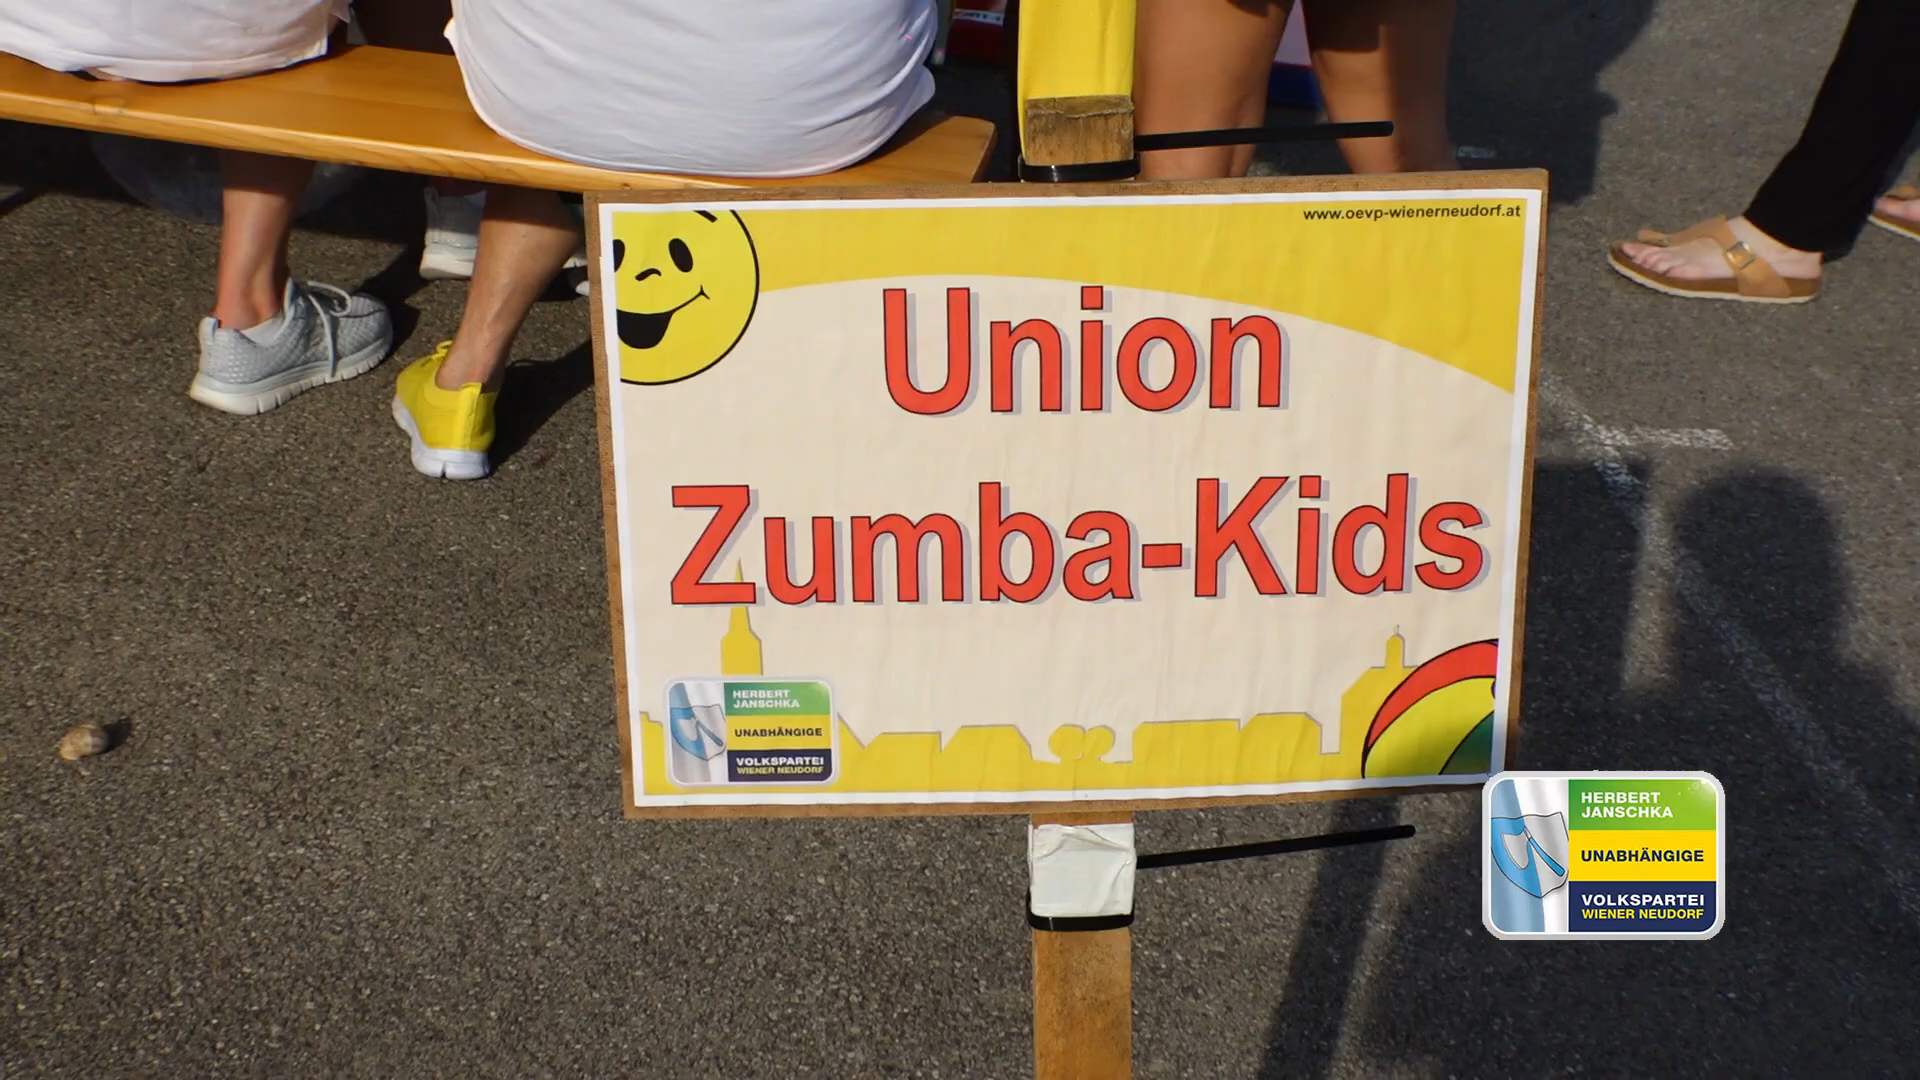 www.oevp-wienerneudorf.at
Union
Zumba-Kids
HERBERT
JANSCHKA
UNABHÄNGIGE
VOLKSPARTEI
WIENER NEUDORF
HERBERT
JANSCHKA
UNABHÄNGIGE
VOLKSPARTEI
WIENER NEUDORF